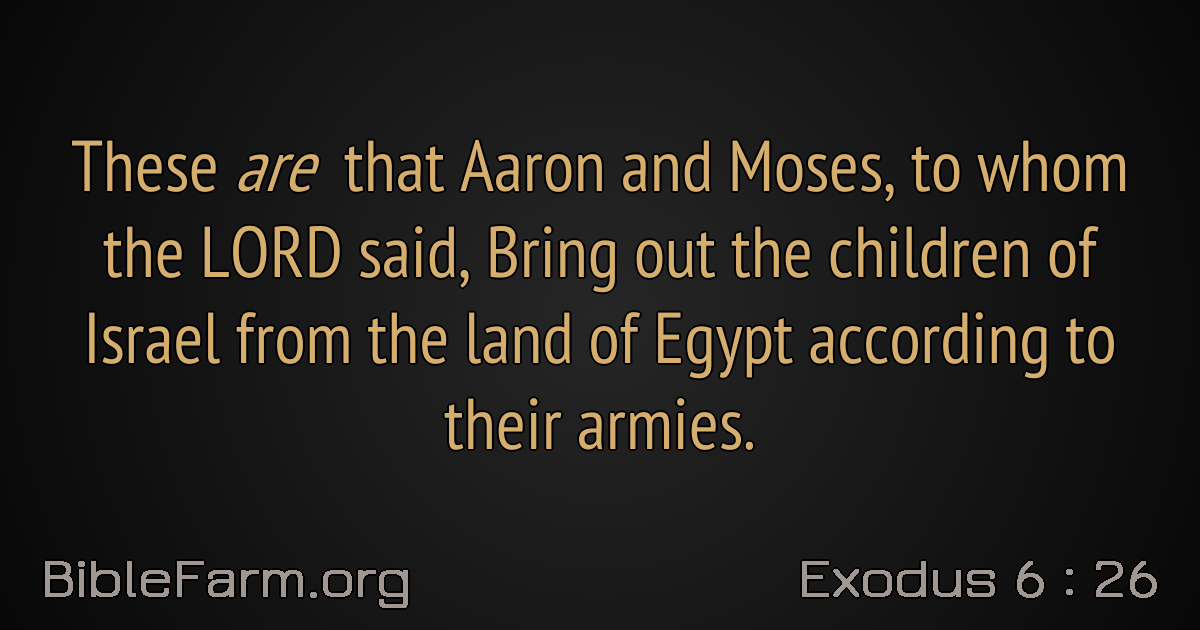 These are that Aaron and Moses, to whom
the LORD said, Bring out the children of
Israel from the land of Egypt according to
their armies.
BibleFarm.org
Exodus 6 : 26